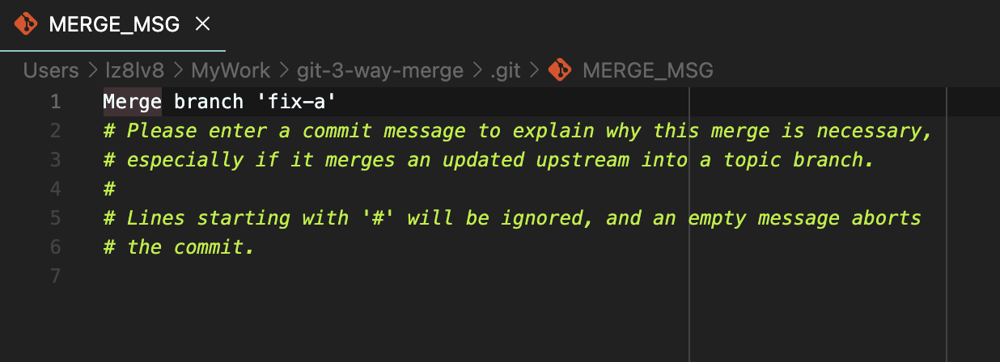 MERGE_MSG
Users > lz8lv8 > MyWork > git-3-way-merge > .git > MERGE_MSG
1 Merge branch 'fix-a'
2 # Please enter a commit message to explain why this merge is necessary,
3 # especially if it merges an updated upstream into a topic branch.
4 #
5 # Lines starting with '#' will be ignored, and an empty message aborts
6 # the commit.
7